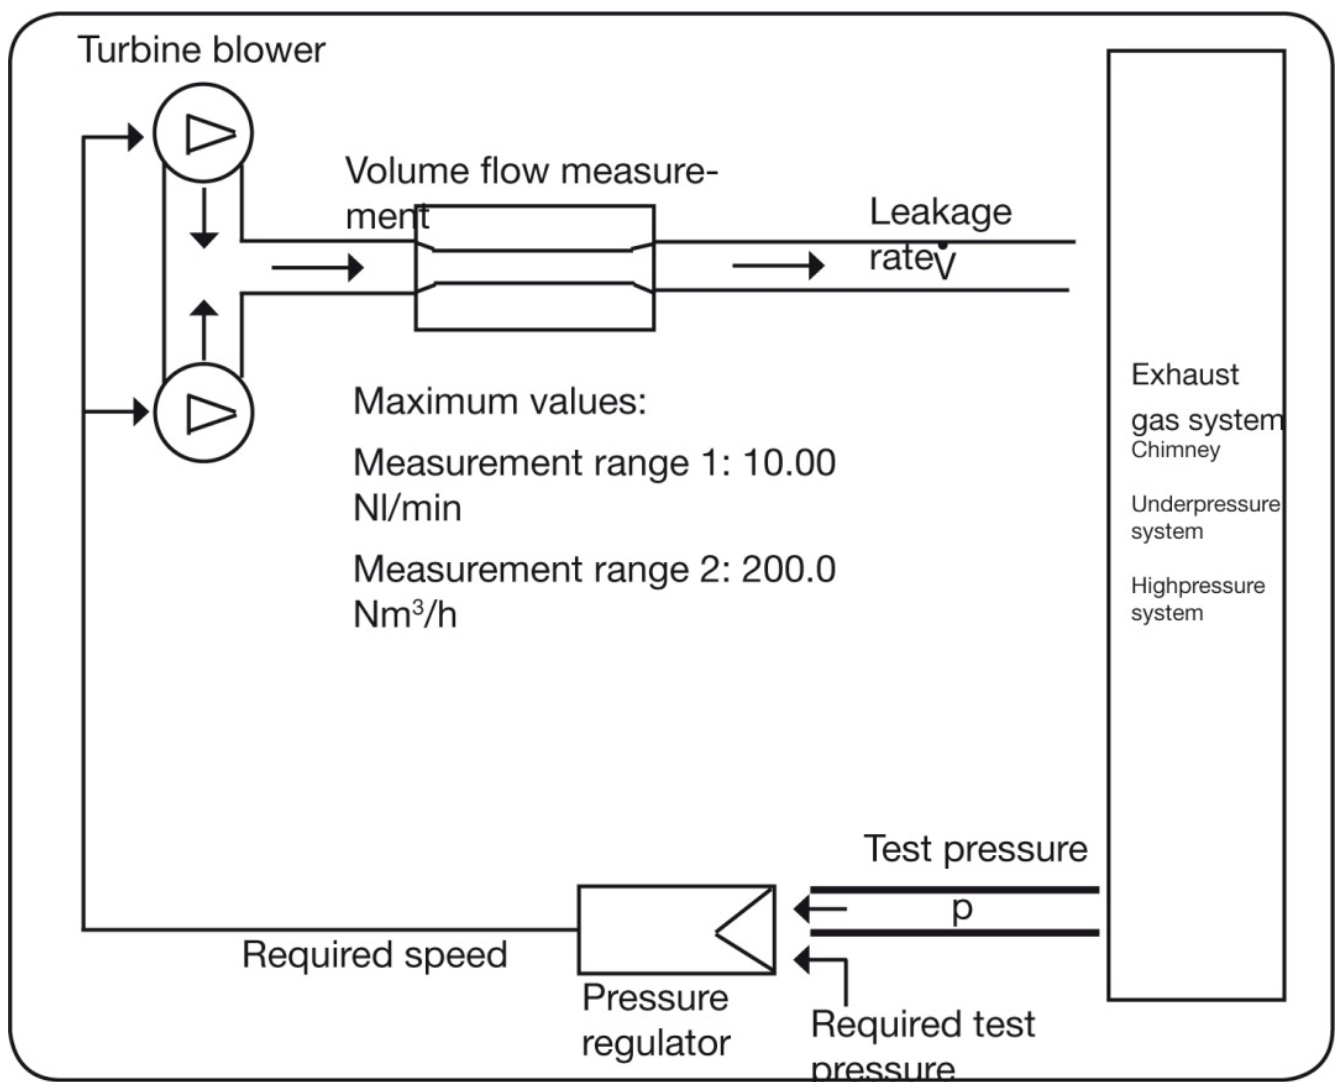 Turbine blower
Volume flow measure-
ment
Leakage
rateV̇
Maximum values:
Measurement range 1: 10.00
Nl/min
Measurement range 2: 200.0
Nm³/h
Exhaust
gas system
Chimney
Underpressure
system
Highpressure
system
Test pressure
p
Required speed
Pressure
regulator
Required test
pressure